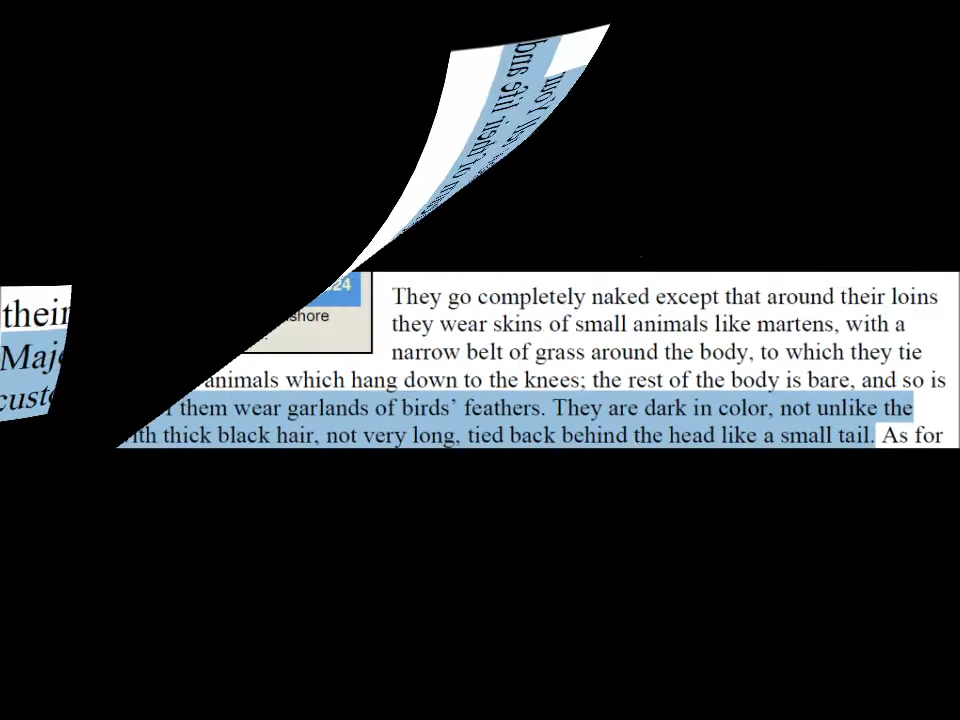 their
24
shore
They go completely naked except that around their loins
they wear skins of small animals like martens, with a
narrow belt of grass around the body, to which they tie
animals which hang down to the knees; the rest of the body is bare, and so is
them wear garlands of birds' feathers. They are dark in color, not unlike the
thick black hair, not very long, tied back behind the head like a small tail. As for